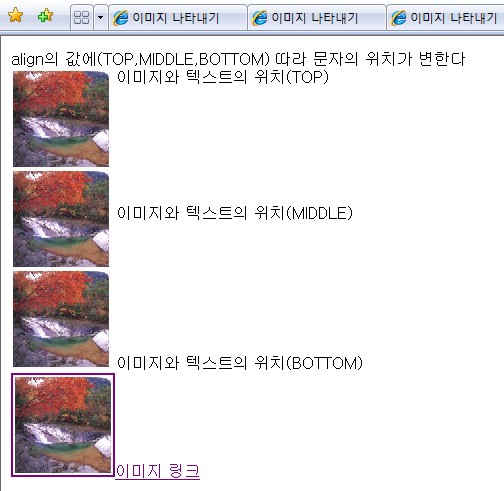 이미지 나타내기 이미지 나타내기 이미지 나타내기
align의 값에(TOP,MIDDLE,BOTTOM) 따라 문자의 위치가 변한다
이미지와 텍스트의 위치(TOP)
이미지와 텍스트의 위치(MIDDLE)
이미지와 텍스트의 위치(BOTTOM)
이미지 링크